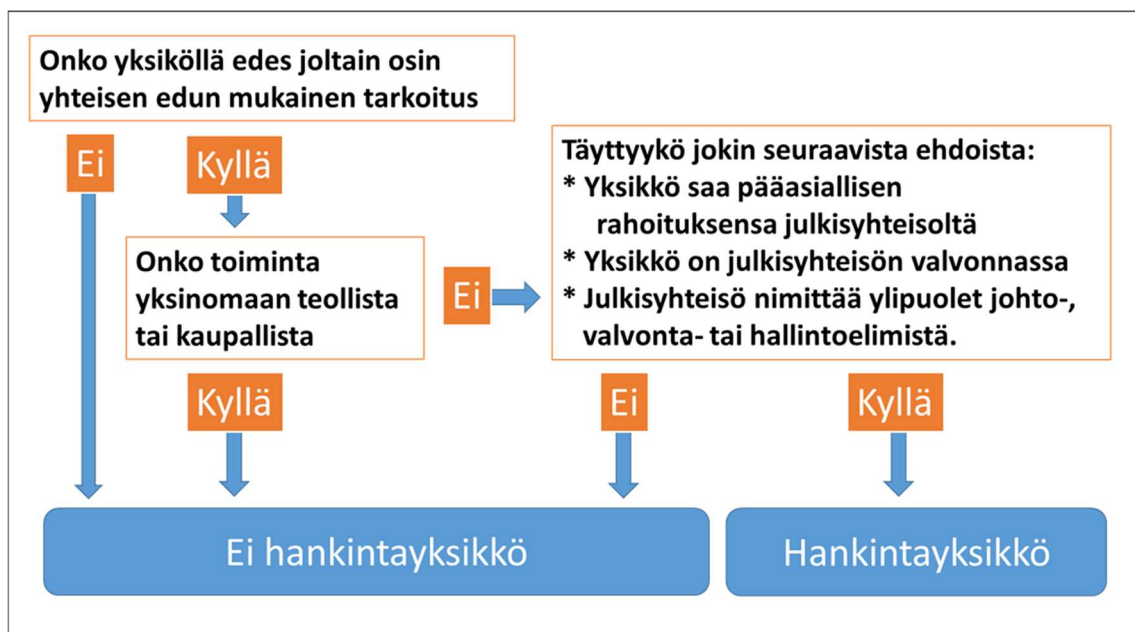 Onko yksiköllä edes joltain osin
yhteisen edun mukainen tarkoitus
Ei
Kyllä
Onko toiminta
yksinomaan teollista
tai kaupallista
Ei
Täyttyykö jokin seuraavista ehdoista:
* Yksikkö saa pääasiallisen
rahoituksensa julkisyhteisoltä
* Yksikkö on julkisyhteisön valvonnassa
* Julkisyhteisö nimittää ylipuolet johto-,
valvonta- tai hallintoelimistä.
Kyllä
Ei
Kyllä
Ei hankintayksikkö
Hankintayksikkö